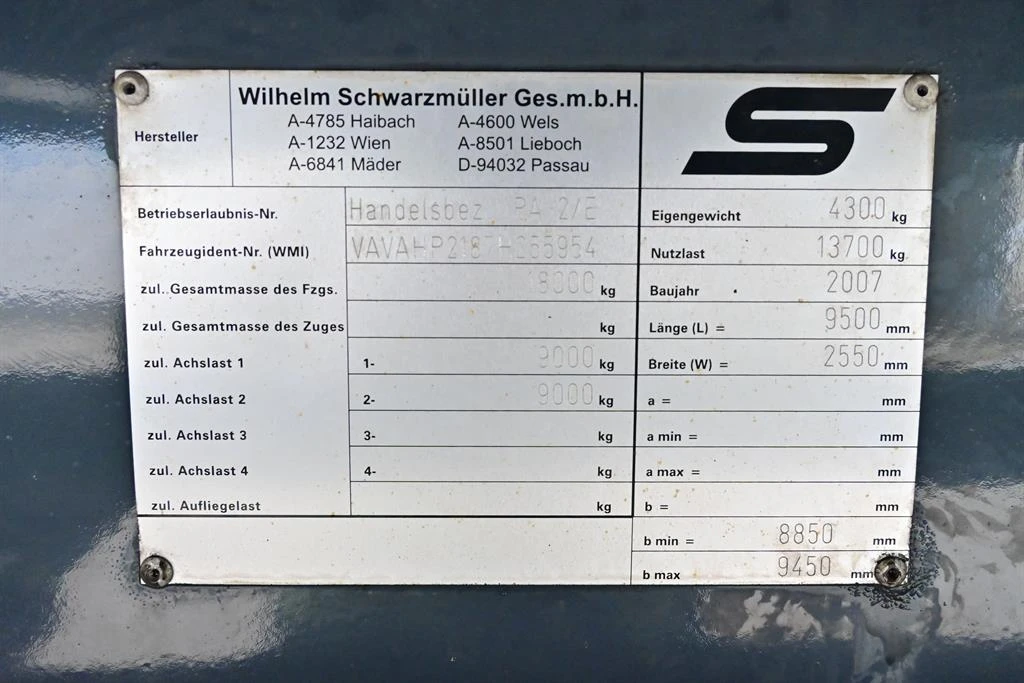 Hersteller
Wilhelm Schwarzmüller Ges.m.b.H.
A-4785 Haibach A-4600 Wels
A-1232 Wien A-8501 Lieboch
A-6841 Mäder D-94032 Passau
Betriebserlaubnis-Nr. Handelsbez PA 2/E
Fahrzeugident-Nr. (WMI)
zul. Gesamtmasse des Fzgs. kg
zul. Gesamtmasse des Zuges kg
zul. Achslast 1 1- 9000 kg
zul. Achslast 2 2- 9000 kg
zul. Achslast 3 3- kg
zul. Achslast 4 4- kg
zul. Aufliegelast kg
Eigengewicht 4300 kg
Nutzlast 13700 kg
Baujahr 2007
Länge (L) = 9500 mm
Breite (W) = 2550 mm
a = mm
a min = mm
a max = mm
b = mm
b min = 8850 mm
b max 9450 mm